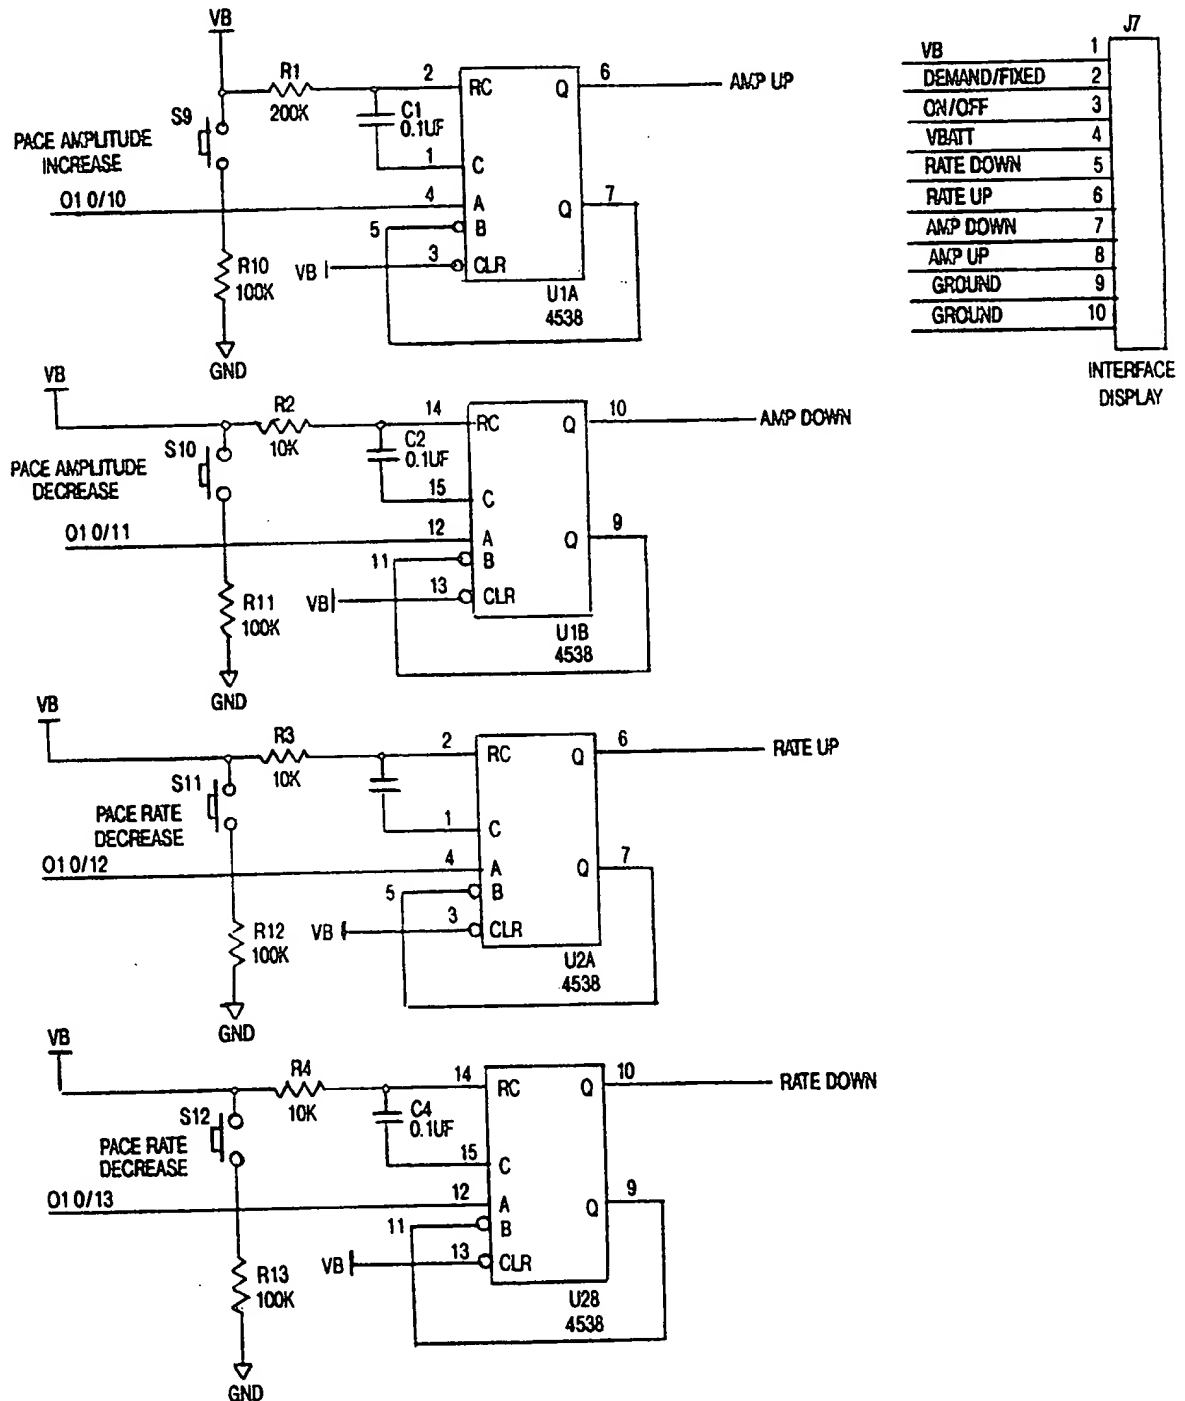 VB
R1
200K
S9
PACE AMPLITUDE
INCREASE
O1 0/10
R10
100K
GND
C1
0.1UF
2
1
4
5
3
VB
RC
C
A
B
CLR
Q
Q
6
7
AMP UP
U1A
4538
J7
VB 1
DEMAND/FIXED 2
ON/OFF 3
VBATT 4
RATE DOWN 5
RATE UP 6
AMP DOWN 7
AMP UP 8
GROUND 9
GROUND 10
INTERFACE
DISPLAY
VB
R2
10K
S10
PACE AMPLITUDE
DECREASE
O1 0/11
R11
100K
GND
C2
0.1UF
14
15
12
11
13
VB
RC
C
A
B
CLR
Q
Q
10
9
AMP DOWN
U1B
4538
VB
R3
10K
S11
PACE RATE
DECREASE
O1 0/12
R12
100K
GND
2
1
4
5
3
VB
RC
C
A
B
CLR
Q
Q
6
7
RATE UP
U2A
4538
VB
R4
10K
S12
PACE RATE
DECREASE
O1 0/13
R13
100K
GND
C4
0.1UF
14
15
12
11
13
VB
RC
C
A
B
CLR
Q
Q
10
9
RATE DOWN
U28
4538